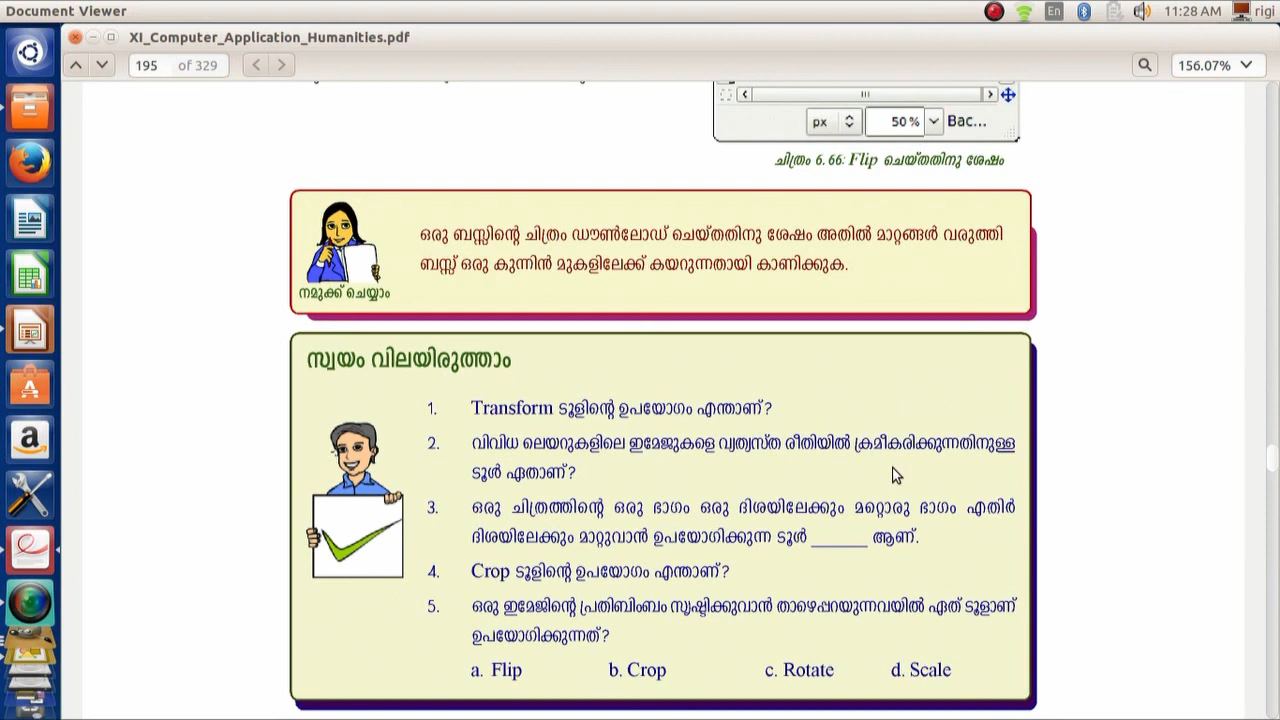 Document Viewer
En
11:28 AM
rigi
XI_Computer_Application_Humanities.pdf
195 of 329
156.07%
px
50 %
Bac...
ചിത്രം 6.66: Flip ചെയ്തതിനു ശേഷം
ഒരു ബസ്സിന്റെ ചിത്രം ഡൗൺലോഡ് ചെയ്തതിനു ശേഷം അതിൽ മാറ്റങ്ങൾ വരുത്തി
ബസ്സ് ഒരു കുന്നിൻ മുകളിലേക്ക് കയറുന്നതായി കാണിക്കുക.
നമുക്ക് ചെയ്യാം
സ്വയം വിലയിരുത്താം
1. Transform ടൂളിന്റെ ഉപയോഗം എന്താണ്?
2. വിവിധ ലെയറുകളിലെ ഇമേജുകളെ വ്യത്യസ്ത രീതിയിൽ ക്രമീകരിക്കുന്നതിനുള്ള
ടൂൾ ഏതാണ്?
3. ഒരു ചിത്രത്തിന്റെ ഒരു ഭാഗം ഒരു ദിശയിലേക്കും മറ്റൊരു ഭാഗം എതിർ
ദിശയിലേക്കും മാറ്റുവാൻ ഉപയോഗിക്കുന്ന ടൂൾ _______ ആണ്.
4. Crop ടൂളിന്റെ ഉപയോഗം എന്താണ്?
5. ഒരു ഇമേജിന്റെ പ്രതിബിംബം സൃഷ്ടിക്കുവാൻ താഴെപ്പറയുന്നവയിൽ ഏത് ടൂളാണ്
ഉപയോഗിക്കുന്നത്?
a. Flip b. Crop c. Rotate d. Scale